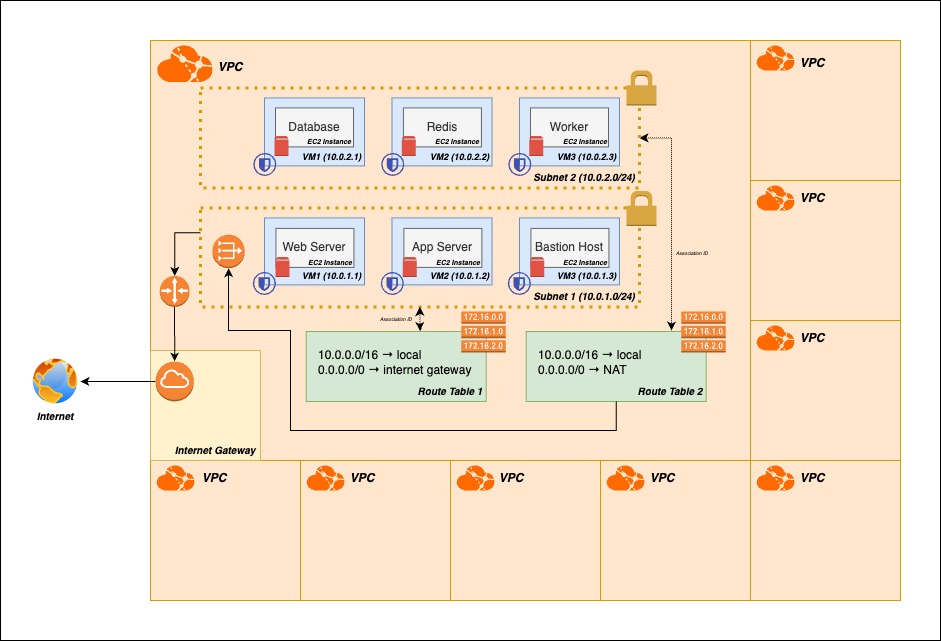 VPC
VPC
Database
EC2 Instance
VM1 (10.0.2.1)
Redis
EC2 Instance
VM2 (10.0.2.2)
Worker
EC2 Instance
VM3 (10.0.2.3)
Subnet 2 (10.0.2.0/24)
VPC
Web Server
EC2 Instance
VM1 (10.0.1.1)
App Server
EC2 Instance
VM2 (10.0.1.2)
Bastion Host
EC2 Instance
VM3 (10.0.1.3)
Subnet 1 (10.0.1.0/24)
Association ID
Association ID
172.16.0.0
172.16.1.0
172.16.2.0
10.0.0.0/16 → local
0.0.0.0/0 → internet gateway
Route Table 1
172.16.0.0
172.16.1.0
172.16.2.0
10.0.0.0/16 → local
0.0.0.0/0 → NAT
Route Table 2
VPC
Internet
Internet Gateway
VPC
VPC
VPC
VPC
VPC